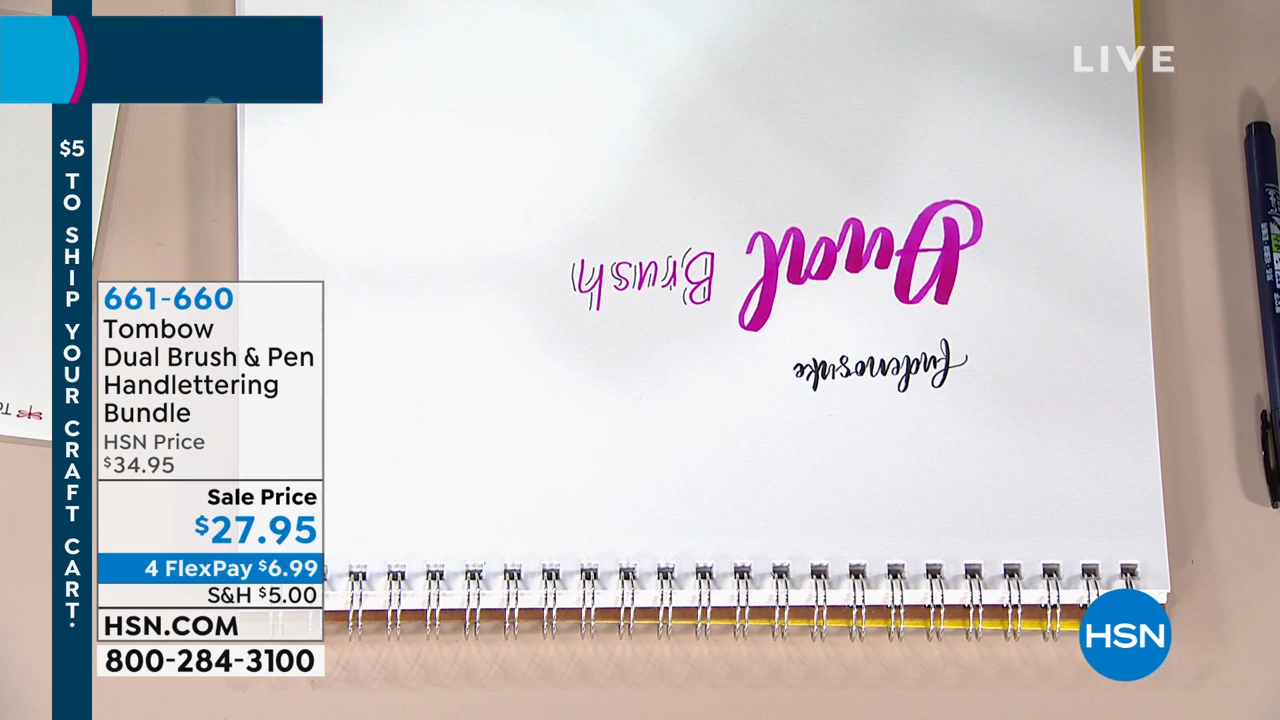 LIVE
$5 TO SHIP YOUR CRAFT CART!*
661-660
Tombow
Dual Brush & Pen
Handlettering
Bundle
HSN Price
$34.95
Sale Price
$27.95
4 FlexPay $6.99
S&H $5.00
HSN.COM
800-284-3100
Fudenosuke
Dual Brush
HSN